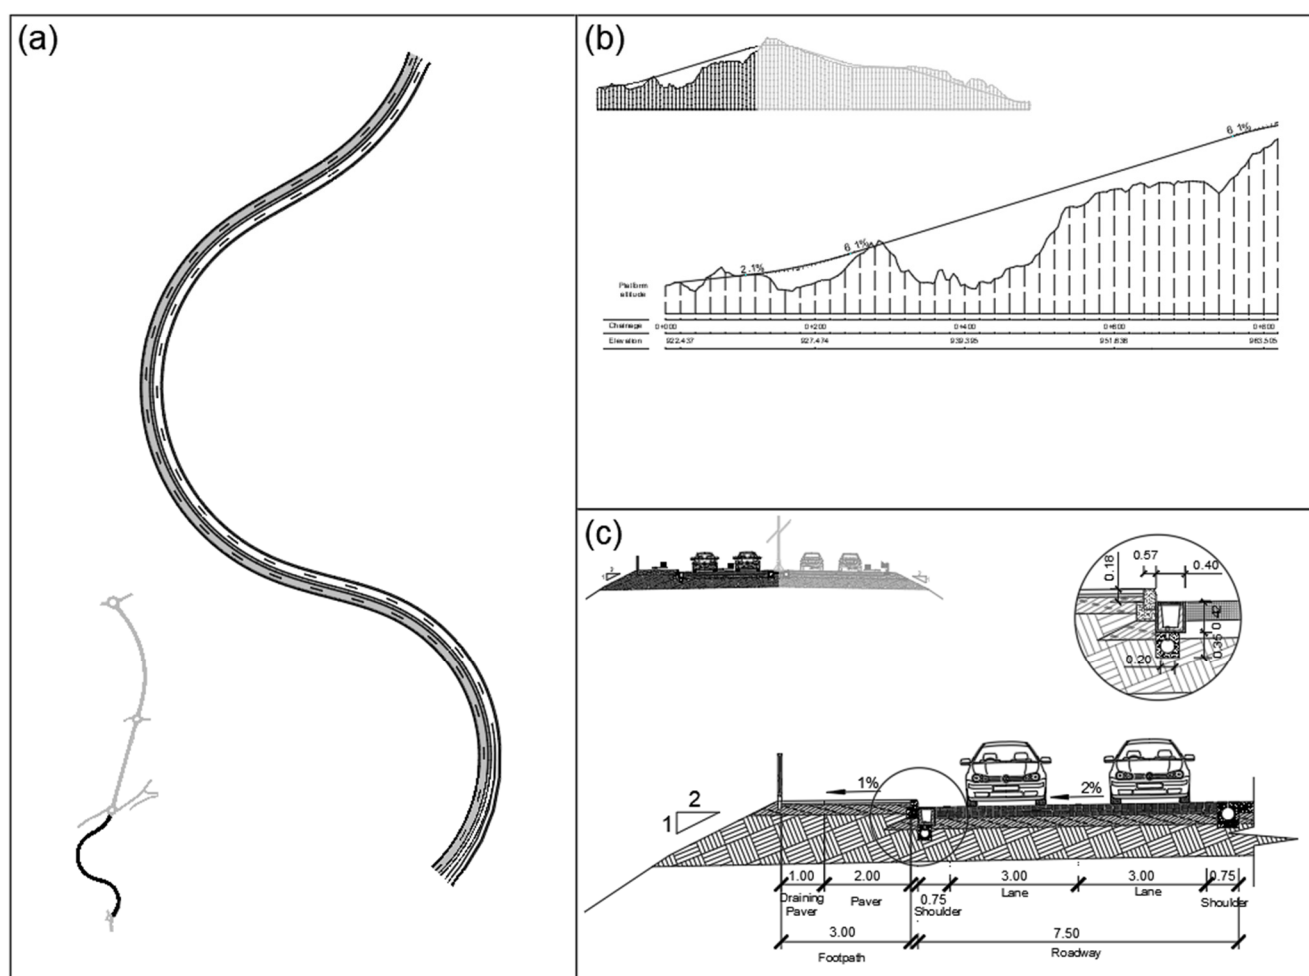 (a)
(b)
6.1%
6.1%
2.1%
Platform
altitude
Chainage 0+000 0+200 0+400 0+600 0+800
Elevation 922.437 927.474 939.395 951.636 963.505
(c)
0.18
0.57
0.40
0.42
0.35
0.20
2
1
1%
2%
1.00 2.00 3.00 3.00 0.75
Draining
Paver
Paver
0.75
Shoulder
Lane Lane Shoulder
3.00 7.50
Footpath Roadway